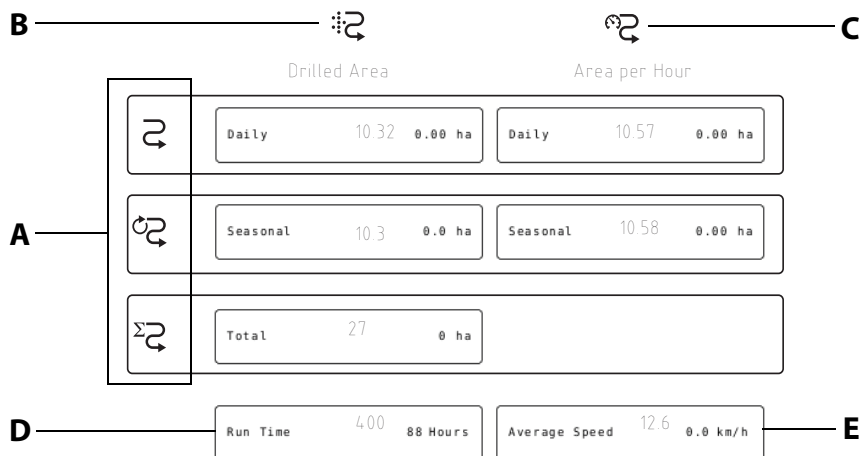 B
C
Drilled Area Area per Hour
Daily 10.32 0.00 ha Daily 10.57 0.00 ha
A
Seasonal 10.3 0.0 ha Seasonal 10.58 0.00 ha
Σ
Total 27 0 ha
D
Run Time 400 88 Hours Average Speed 12.6 0.0 km/h
E